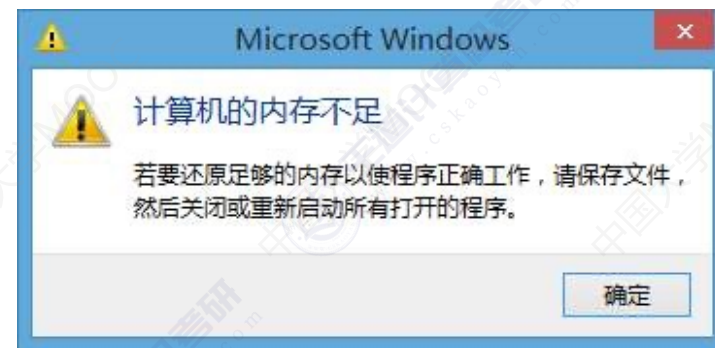 Microsoft Windows
计算机的内存不足
若要还原足够的内存以使程序正确工作，请保存文件，
然后关闭或重新启动所有打开的程序。
确定